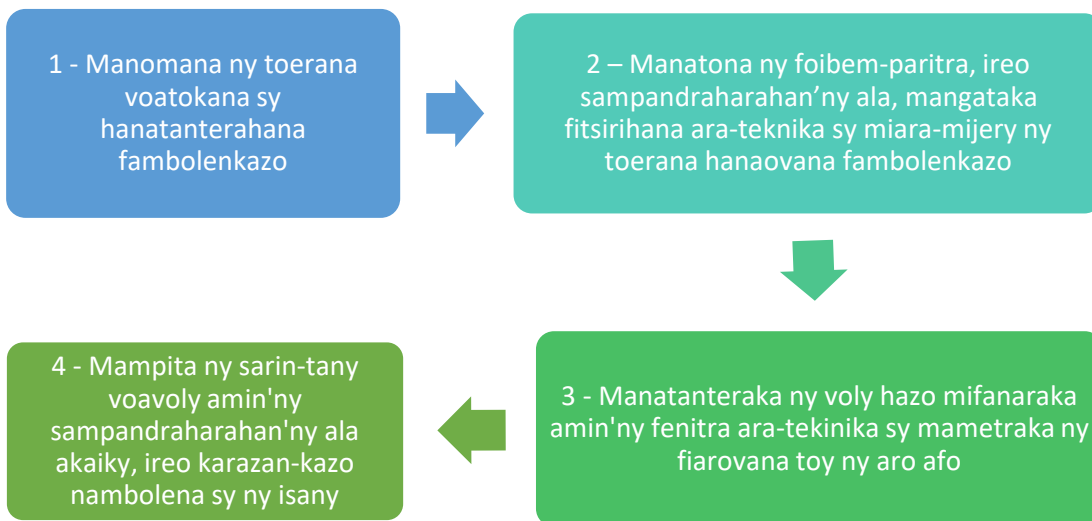 1 - Manomana ny toerana
voatokana sy
hanatanterahana
fambolenkazo
2 – Manatona ny foibem-paritra, ireo
sampandraharahan’ny ala, mangataka
fitsirihana ara-teknika sy miara-mijery ny
toerana hanaovana fambolenkazo
3 - Manatanteraka ny voly hazo mifanaraka
amin'ny fenitra ara-tekinika sy mametraka ny
fiarovana toy ny aro afo
4 - Mampita ny sarin-tany
voavoly amin'ny
sampandraharahan'ny ala
akaiky, ireo karazan-kazo
nambolena sy ny isany